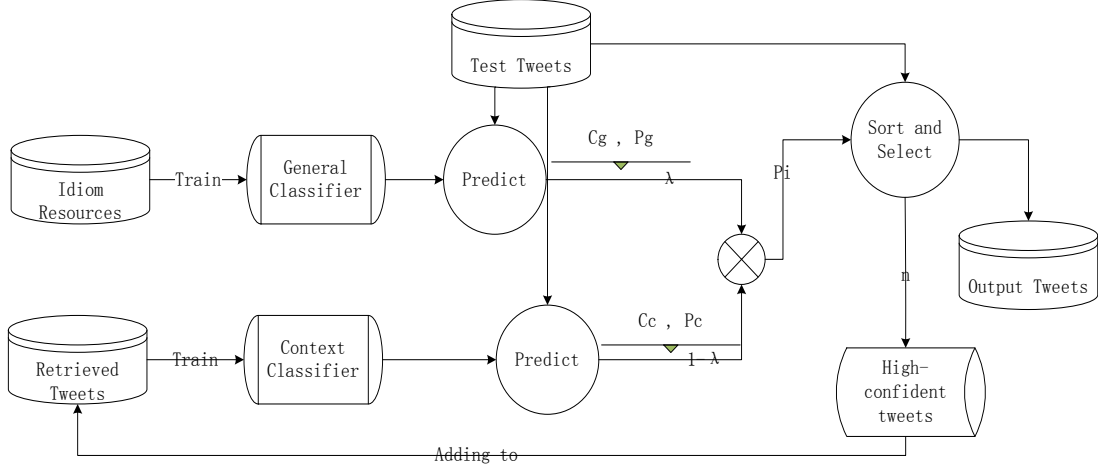 Test Tweets
Cg , Pg
Sort and
Select
Idiom
Resources
Train
General
Classifier
Predict
λ
Pi
n
Output Tweets
Cc , Pc
Retrieved
Tweets
Train
Context
Classifier
Predict
1-λ
High-
confident
tweets
Adding to